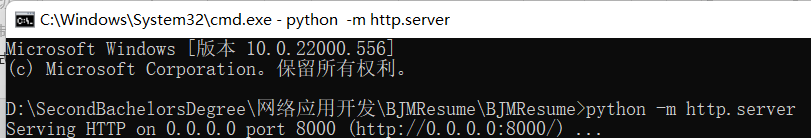 C:\Windows\System32\cmd.exe - python  -m http.server
Microsoft Windows [版本 10.0.22000.556]
(c) Microsoft Corporation。保留所有权利。
D:\SecondBachelorsDegree\网络应用开发\BJMResume\BJMResume>python -m http.server
Serving HTTP on 0.0.0.0 port 8000 (http://0.0.0.0:8000/) ...